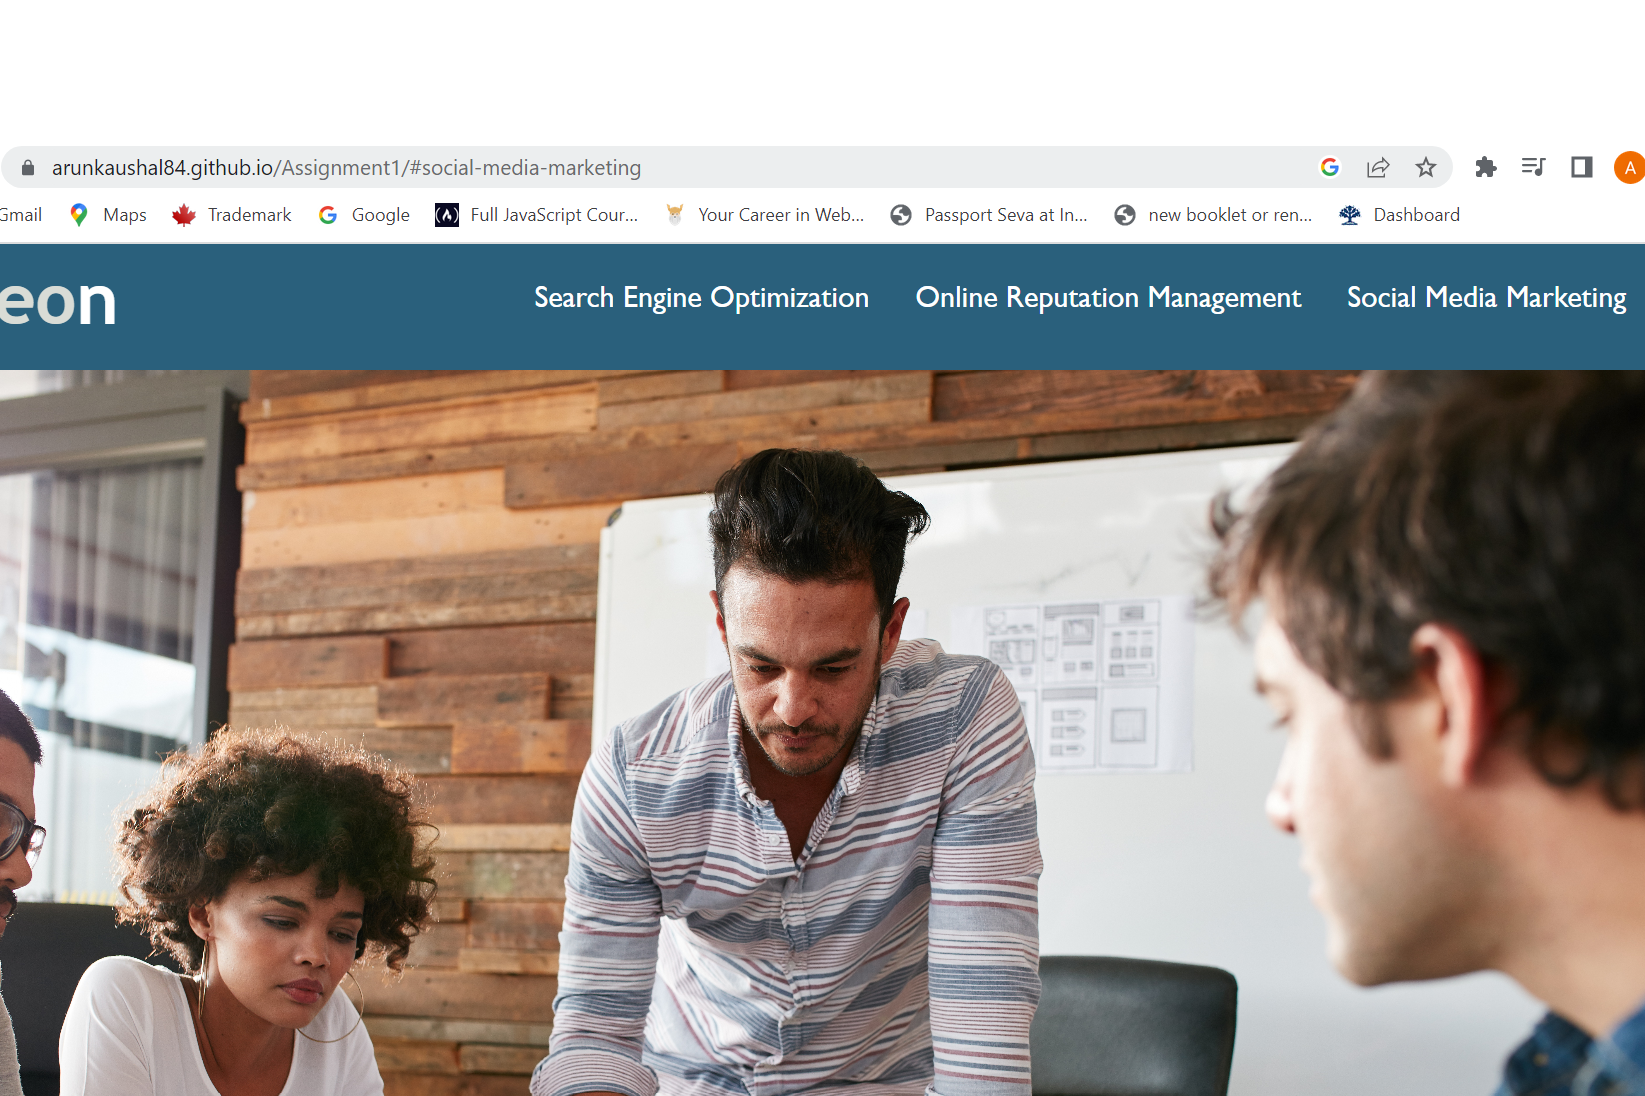 arunkaushal84.github.io/Assignment1/#social-media-marketing
A
Gmail Maps Trademark Google Full JavaScript Cour... Your Career in Web... Passport Seva at In... new booklet or ren... Dashboard
eon Search Engine Optimization Online Reputation Management Social Media Marketing